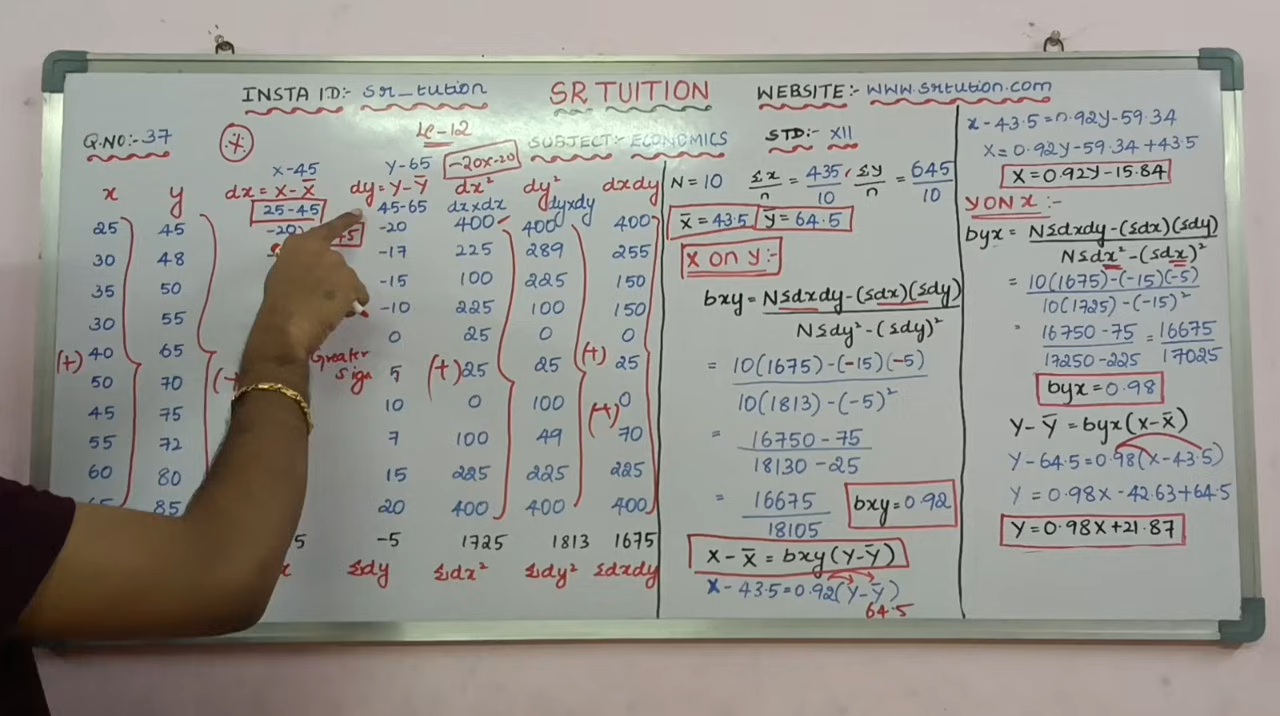 INSTA ID:- sr_tution SR TUITION WEBSITE:- www.srtution.com
Q.NO:- 37 LC-12 SUBJECT:- ECONOMICS STD:- XII
x-45 Y-65 -20x-20
x y dx = x-x̄ dy = Y-Ȳ dx² dy² dxdy
25-45 45-65 dxxdx dyxdy
25 45 -20 -20 400 400 400
30 48 -17 225 289 255
35 50 -15 100 225 150
30 55 -10 225 100 150
(+) 40 65 0 25 0 0
Greater Sign
50 70 5 (+) 25 25 (+) 25
45 75 10 0 100 (+) 0
55 72 7 100 49 70
60 80 15 225 225 225
85 20 400 400 400
-5 1725 1813 1675
Σdy Σdx² Σdy² Σdxdy
N = 10 Σx/n = 435/10, Σy/n = 645/10
x̄ = 43.5 ȳ = 64.5
X on Y:-
bxy = NΣdxdy-(Σdx)(Σdy) / NΣdy²-(Σdy)²
= 10(1675)-(-15)(-5) / 10(1813)-(-5)²
= 16750-75 / 18130-25
= 16675 / 18105 bxy = 0.92
X-X̄ = bxy(Y-Ȳ)
X-43.5 = 0.92(Y-Ȳ)
64.5
x-43.5 = 0.92y-59.34
X = 0.92Y-59.34+43.5
X = 0.92Y-15.84
Y ON X:-
byx = NΣdxdy-(Σdx)(Σdy) / NΣdx²-(Σdx)²
= 10(1675)-(-15)(-5) / 10(1725)-(-15)²
= 16750-75 / 17250-225 = 16675 / 17025
byx = 0.98
Y-Ȳ = byx(X-X̄)
Y-64.5 = 0.98(X-43.5)
Y = 0.98X-42.63+64.5
Y = 0.98X+21.87